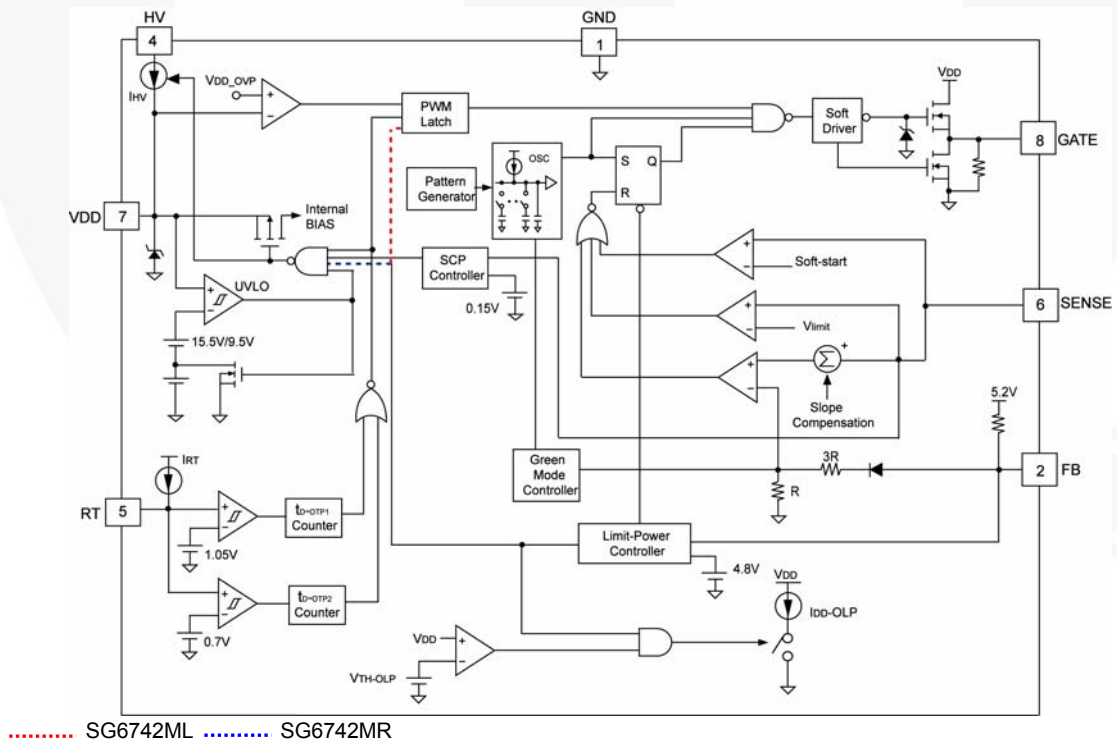 HV
4
GND
1
IHV
VDD_OVP
+
−
PWM
Latch
VDD
Soft
Driver
8
GATE
Pattern
Generator
OSC
S
Q
R
VDD
7
Internal
BIAS
SCP
Controller
0.15V
+
−
Soft-start
6
SENSE
+
−
UVLO
15.5V/9.5V
+
−
Vlimit
+
−
Σ
+
Slope
Compensation
5.2V
Green
Mode
Controller
3R
R
2
FB
IRT
RT
5
+
−
tD-OTP1
Counter
1.05V
Limit-Power
Controller
4.8V
+
−
tD-OTP2
Counter
0.7V
VDD
IDD-OLP
VDD
+
−
VTH-OLP
SG6742ML
SG6742MR